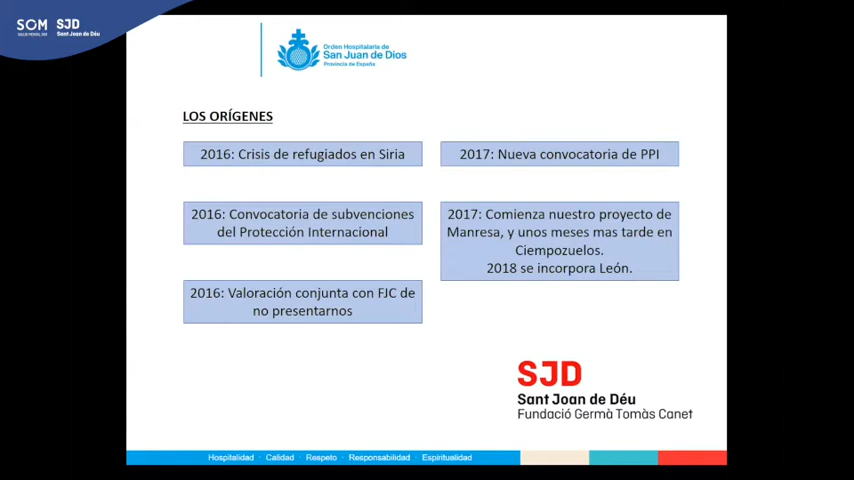 SOM
SALUD MENTAL 360
SJD
Sant Joan de Déu
Orden Hospitalaria de
San Juan de Dios
Provincia de España
LOS ORÍGENES
2016: Crisis de refugiados en Siria
2016: Convocatoria de subvenciones
del Protección Internacional
2016: Valoración conjunta con FJC de
no presentarnos
2017: Nueva convocatoria de PPI
2017: Comienza nuestro proyecto de
Manresa, y unos meses mas tarde en
Ciempozuelos.
2018 se incorpora León.
SJD
Sant Joan de Déu
Fundació Germà Tomàs Canet
Hospitalidad · Calidad · Respeto · Responsabilidad · Espiritualidad